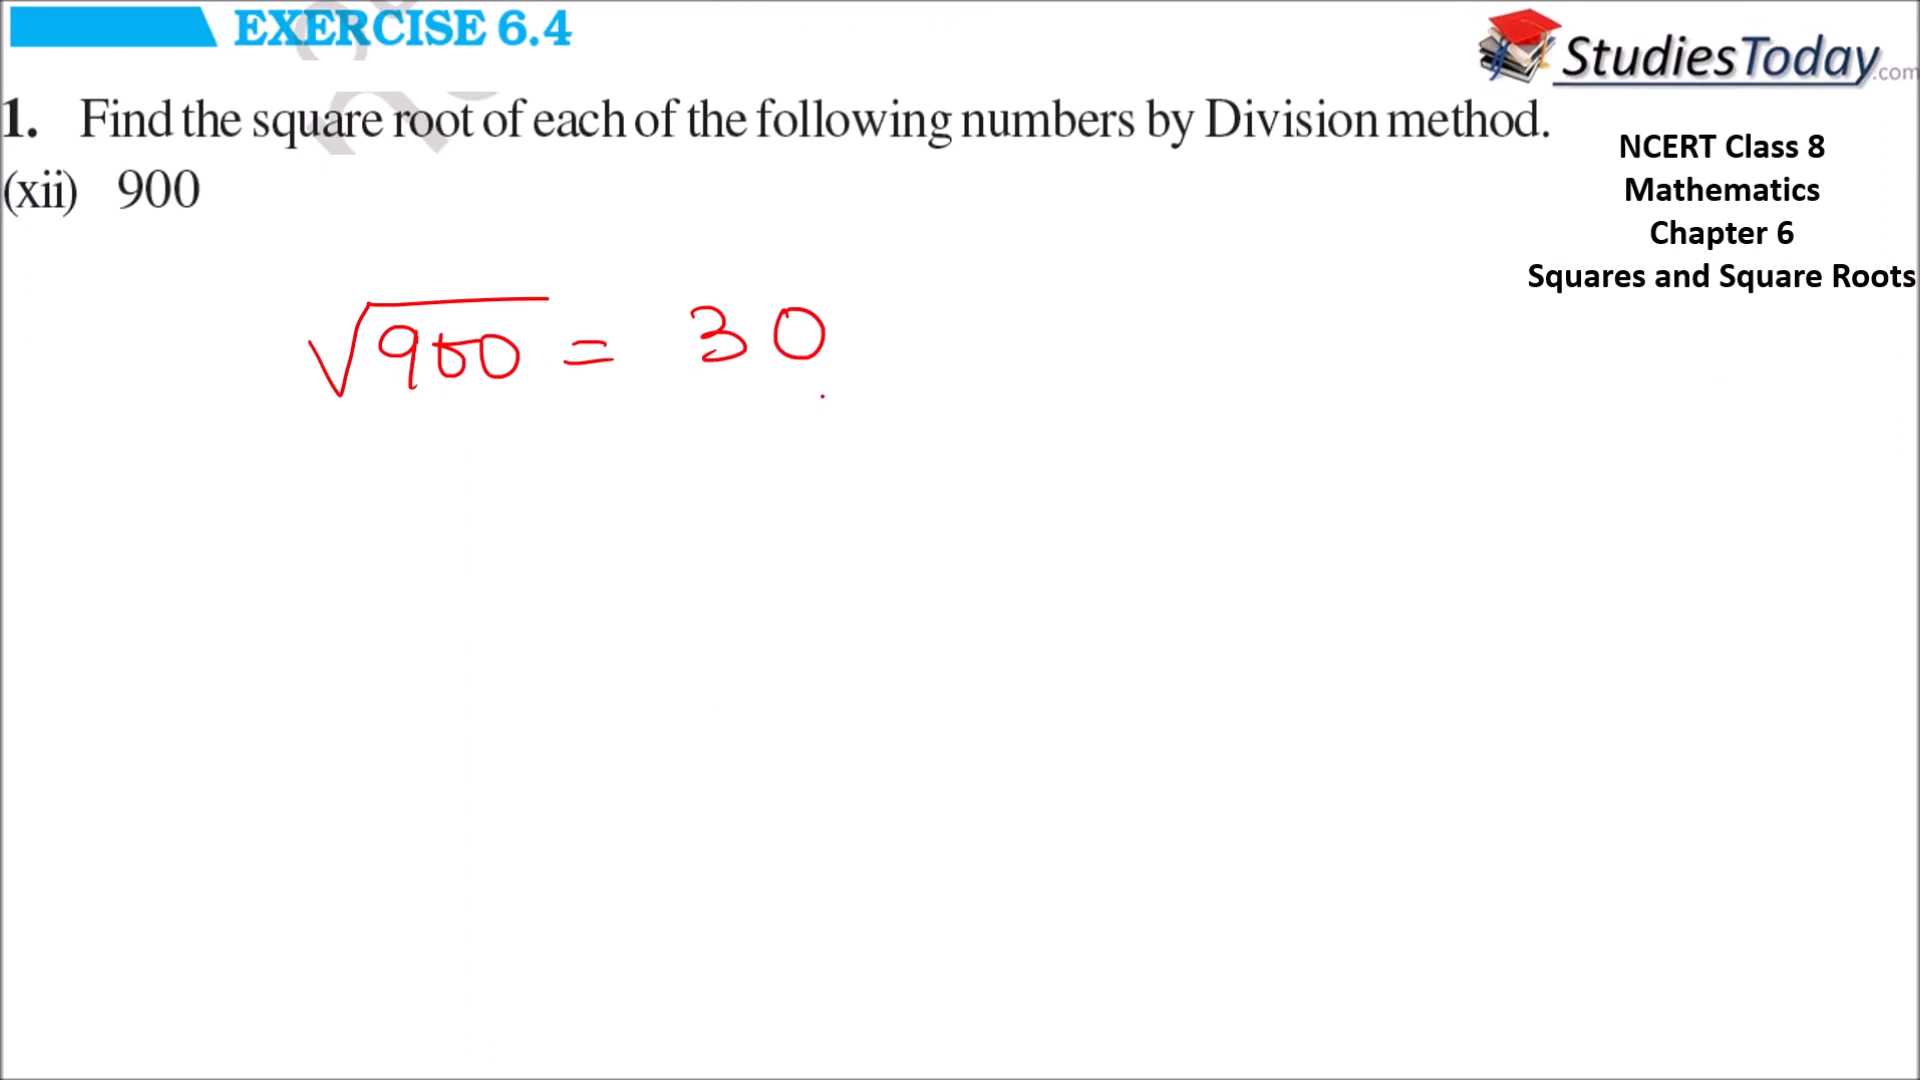 EXERCISE 6.4
StudiesToday.com
1. Find the square root of each of the following numbers by Division method.
NCERT Class 8
Mathematics
Chapter 6
Squares and Square Roots
(xii) 900
√900 = 30